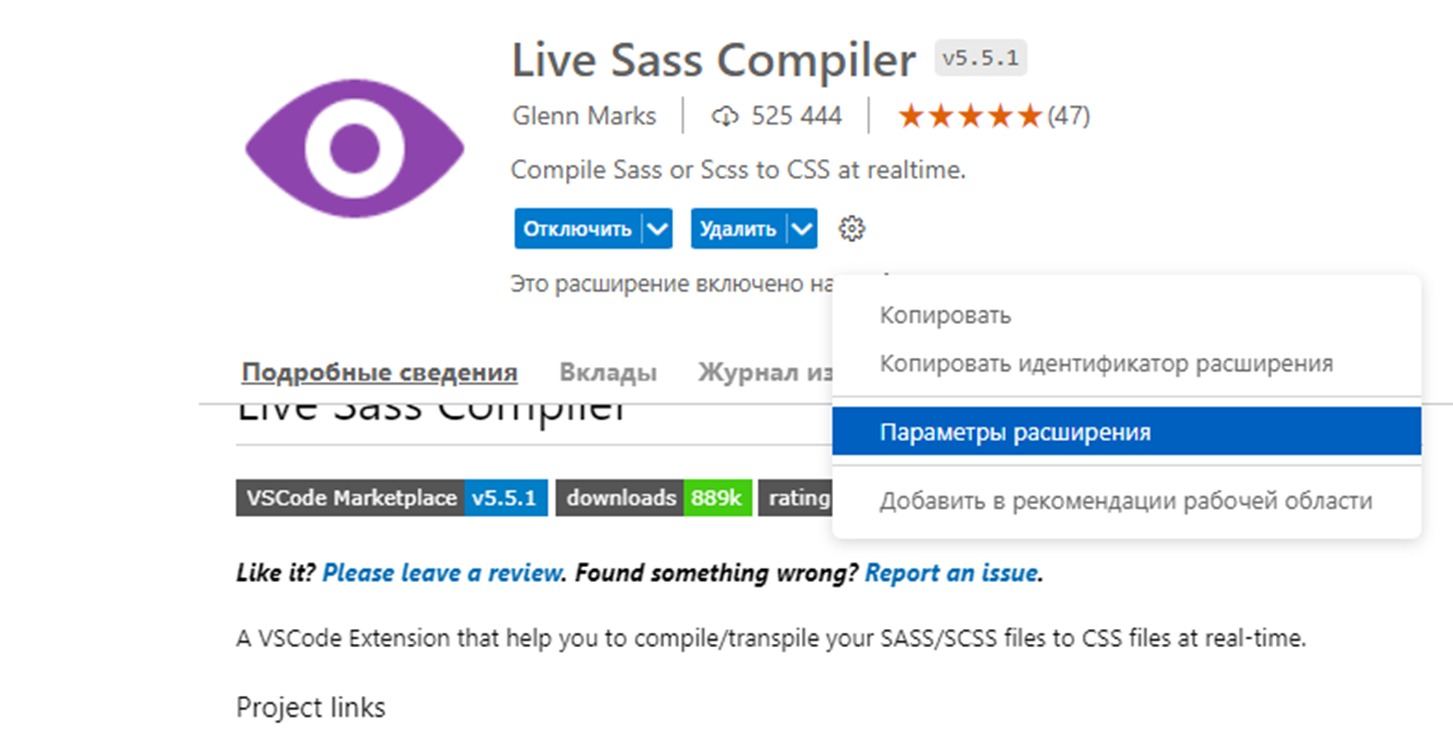 Live Sass Compiler v5.5.1
Glenn Marks 525 444 (47)
Compile Sass or Scss to CSS at realtime.
Отключить Удалить
Это расширение включено на
Копировать
Копировать идентификатор расширения
Параметры расширения
Добавить в рекомендации рабочей области
Подробные сведения Вклады Журнал из
Live Sass Compiler
VSCode Marketplace v5.5.1 downloads 889k rating
Like it? Please leave a review. Found something wrong? Report an issue.
A VSCode Extension that help you to compile/transpile your SASS/SCSS files to CSS files at real-time.
Project links